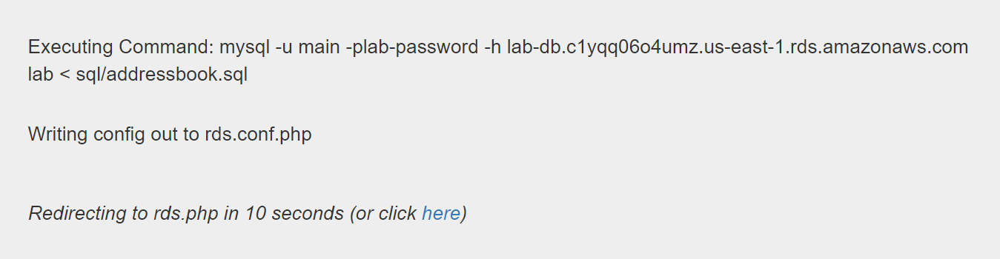 Executing Command: mysql -u main -plab-password -h lab-db.c1yqq06o4umz.us-east-1.rds.amazonaws.com
lab < sql/addressbook.sql
Writing config out to rds.conf.php
Redirecting to rds.php in 10 seconds (or click here)